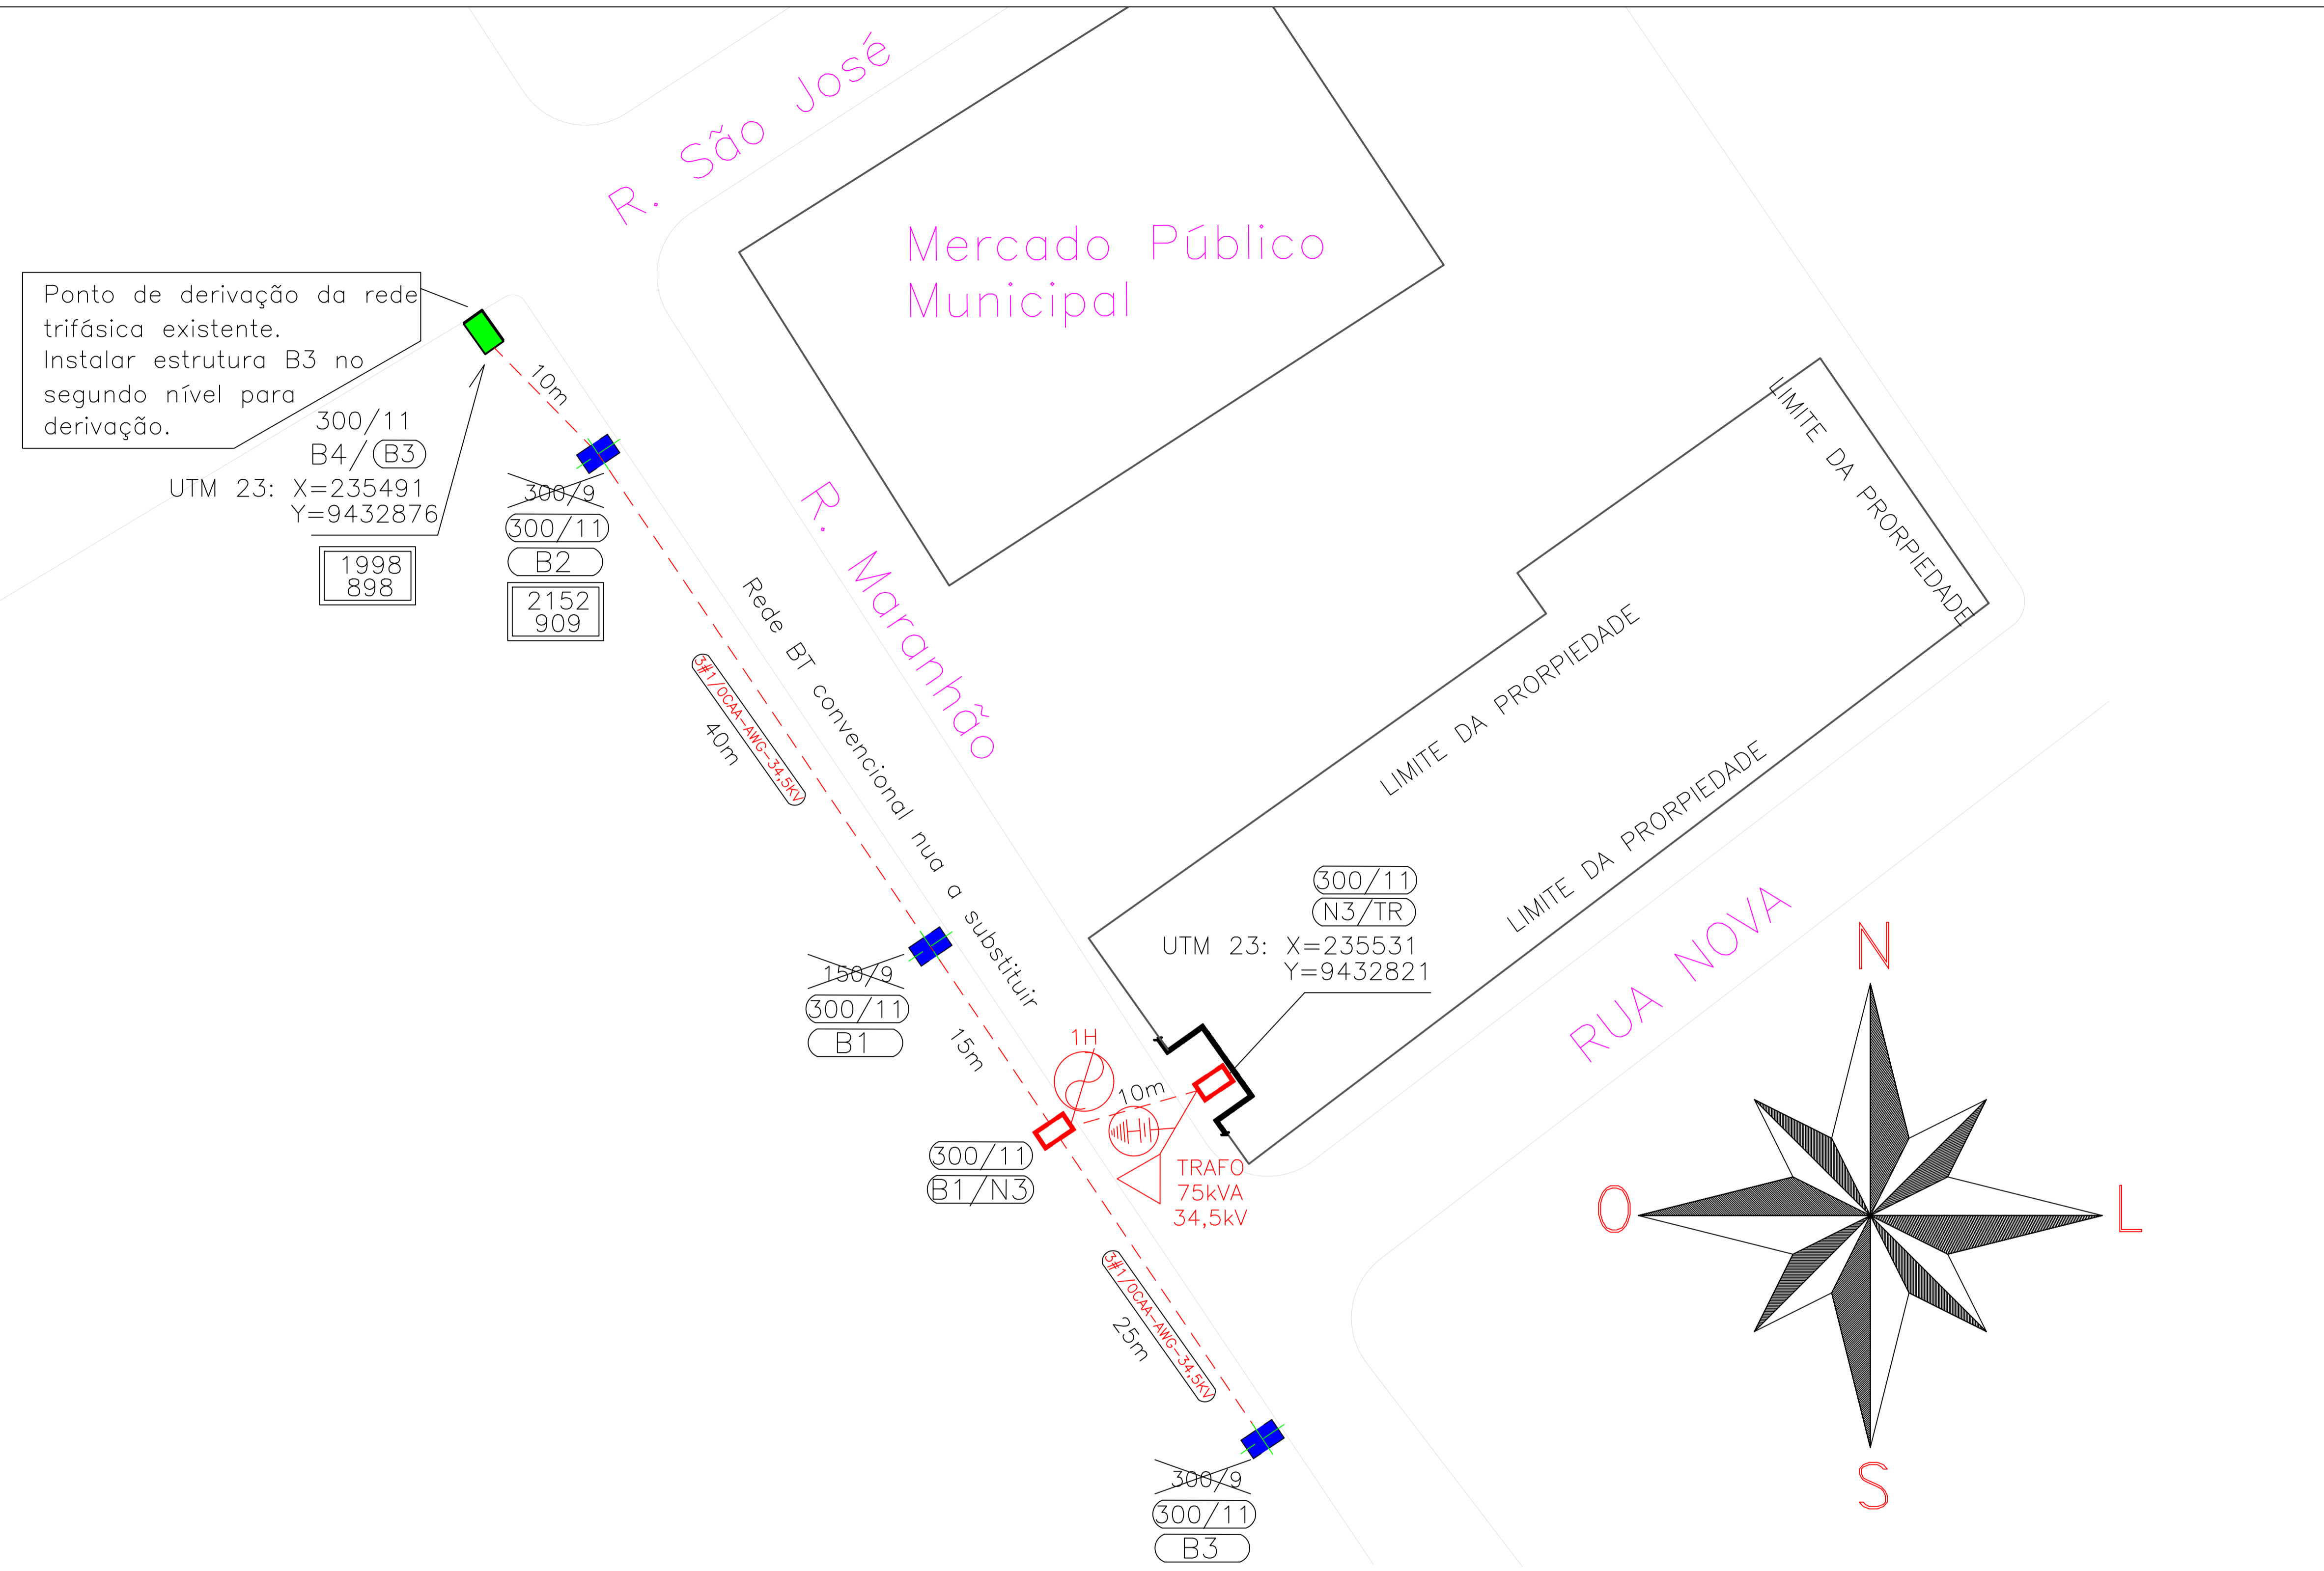 R. São José
Mercado Público
Municipal
Ponto de derivação da rede
trifásica existente.
Instalar estrutura B3 no
segundo nível para
derivação.
10m
300/11
B4/B3
UTM 23: X=235491
Y=9432876
1998
898
300/9
300/11
B2
2152
909
R. Maranhão
Rede BT convencional nua a substituir
3#1/0CAA-AWG-34,5KV
40m
LIMITE DA PRORPIEDADE
LIMITE DA PRORPIEDADE
LIMITE DA PRORPIEDADE
RUA NOVA
300/11
N3/TR
UTM 23: X=235531
Y=9432821
150/9
300/11
B1
15m
1H
10m
300/11
B1/N3
TRAFO
75kVA
34,5kV
3#1/0CAA-AWG-34,5KV
25m
300/9
300/11
B3
N
O
L
S